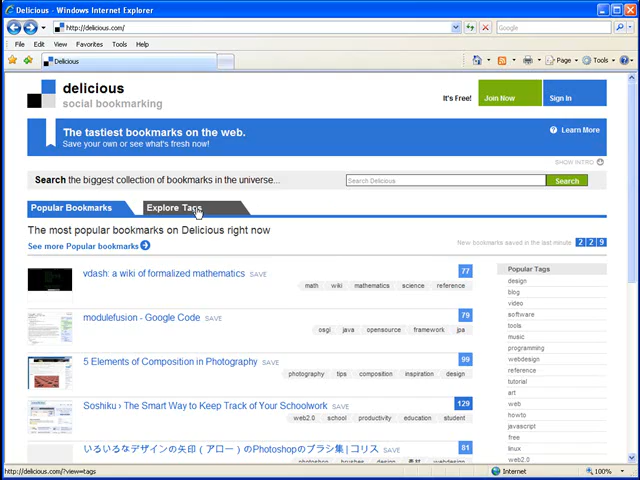 Delicious - Windows Internet Explorer
http://delicious.com/
Google
File Edit View Favorites Tools Help
Delicious
Page Tools
delicious
social bookmarking
It's Free! Join Now Sign In
The tastiest bookmarks on the web.
Save your own or see what's fresh now!
Learn More
SHOW INTRO
Search the biggest collection of bookmarks in the universe...
Search Delicious
Search
Popular Bookmarks Explore Tags
The most popular bookmarks on Delicious right now
See more Popular bookmarks
New bookmarks saved in the last minute 2 2 9
vdash: a wiki of formalized mathematics SAVE 77
math wiki mathematics science reference
modulefusion - Google Code SAVE 79
osgi java opensource framework jpa
5 Elements of Composition in Photography SAVE 99
photography tips composition inspiration design
Soshiku › The Smart Way to Keep Track of Your Schoolwork SAVE 129
web2.0 school productivity education student
いろいろなデザインの矢印（アロー）のPhotoshopのブラシ集 | コリス SAVE 81
photoshop brushes design 素材 webdesign
Popular Tags
design
blog
video
software
tools
music
programming
webdesign
reference
tutorial
art
web
howto
javascript
free
linux
web2.0
http://delicious.com/?view=tags
Internet
100%